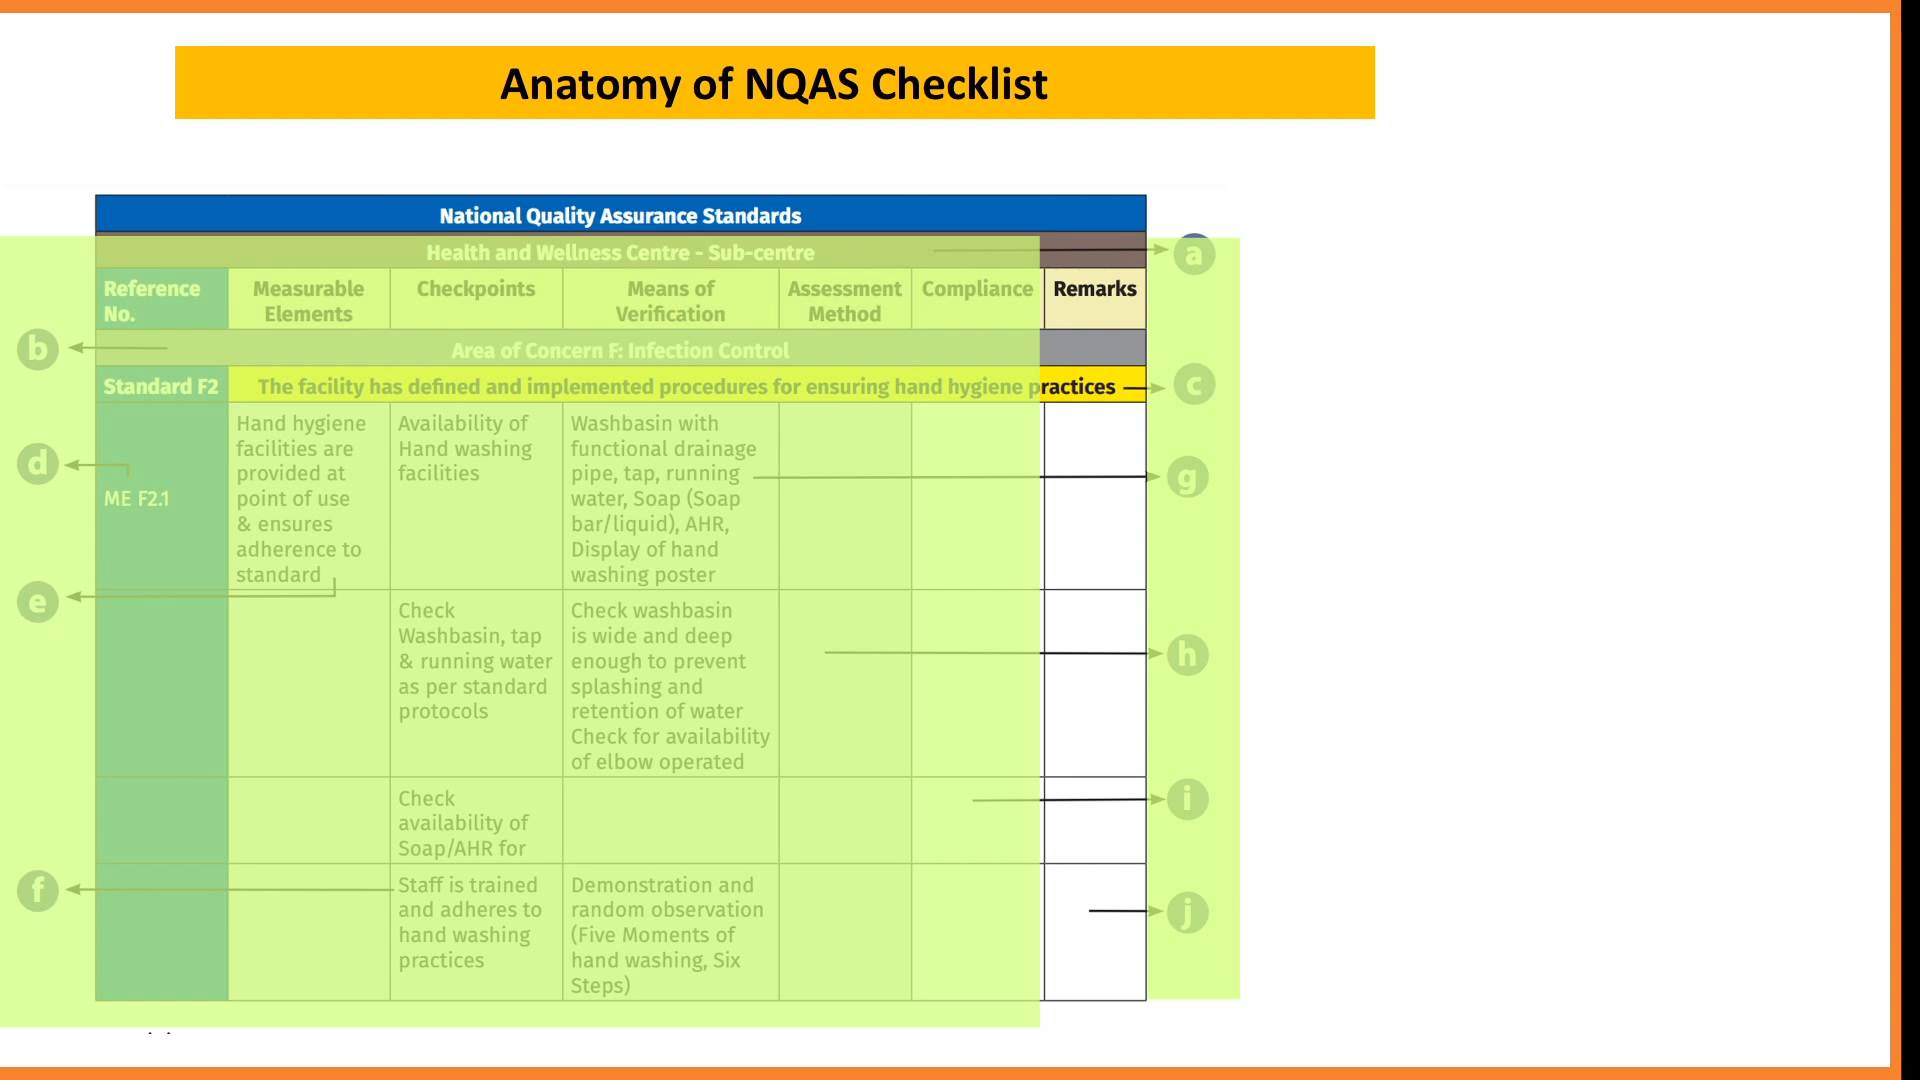 Anatomy of NQAS Checklist
National Quality Assurance Standards
Health and Wellness Centre - Sub-centre
a
Reference
No.
Measurable
Elements
Checkpoints
Means of
Verification
Assessment
Method
Compliance
Remarks
b
Area of Concern F: Infection Control
Standard F2
The facility has defined and implemented procedures for ensuring hand hygiene practices
c
d
ME F2.1
Hand hygiene
facilities are
provided at
point of use
& ensures
adherence to
standard
Availability of
Hand washing
facilities
Washbasin with
functional drainage
pipe, tap, running
water, Soap (Soap
bar/liquid), AHR,
Display of hand
washing poster
g
e
Check
Washbasin, tap
& running water
as per standard
protocols
Check washbasin
is wide and deep
enough to prevent
splashing and
retention of water
Check for availability
of elbow operated
h
Check
availability of
Soap/AHR for
i
f
Staff is trained
and adheres to
hand washing
practices
Demonstration and
random observation
(Five Moments of
hand washing, Six
Steps)
j